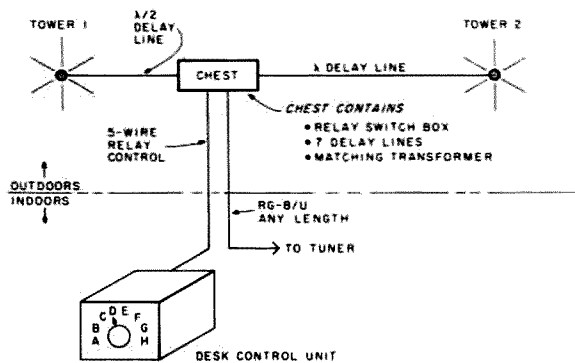 TOWER 1
λ/2
DELAY
LINE
TOWER 2
CHEST
λ DELAY LINE
CHEST CONTAINS
• RELAY SWITCH BOX
• 7 DELAY LINES
• MATCHING TRANSFORMER
5-WIRE
RELAY
CONTROL
OUTDOORS
INDOORS
RG-8/U
ANY LENGTH
TO TUNER
A B C D E F G H
DESK CONTROL UNIT